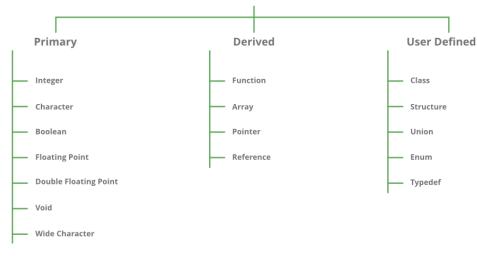 Primary
Derived
User Defined
Integer
Character
Boolean
Floating Point
Double Floating Point
Void
Wide Character
Function
Array
Pointer
Reference
Class
Structure
Union
Enum
Typedef